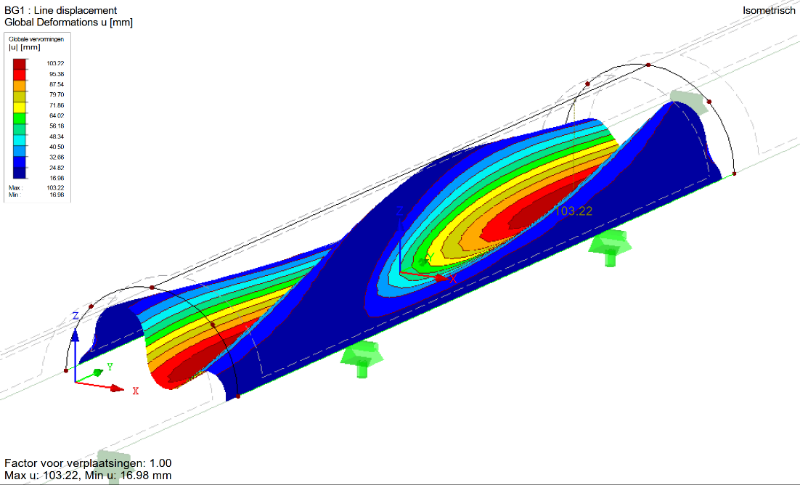 BG1 : Line displacement
Global Deformations u [mm]
Isometrisch
Globale vervormingen
|u| [mm]
103.22
95.38
87.54
79.70
71.86
64.02
56.18
48.34
40.50
32.66
24.82
16.98
Max : 103.22
Min : 16.98
Z
Y
X
103.22
Z
Y
X
Factor voor verplaatsingen: 1.00
Max u: 103.22, Min u: 16.98 mm